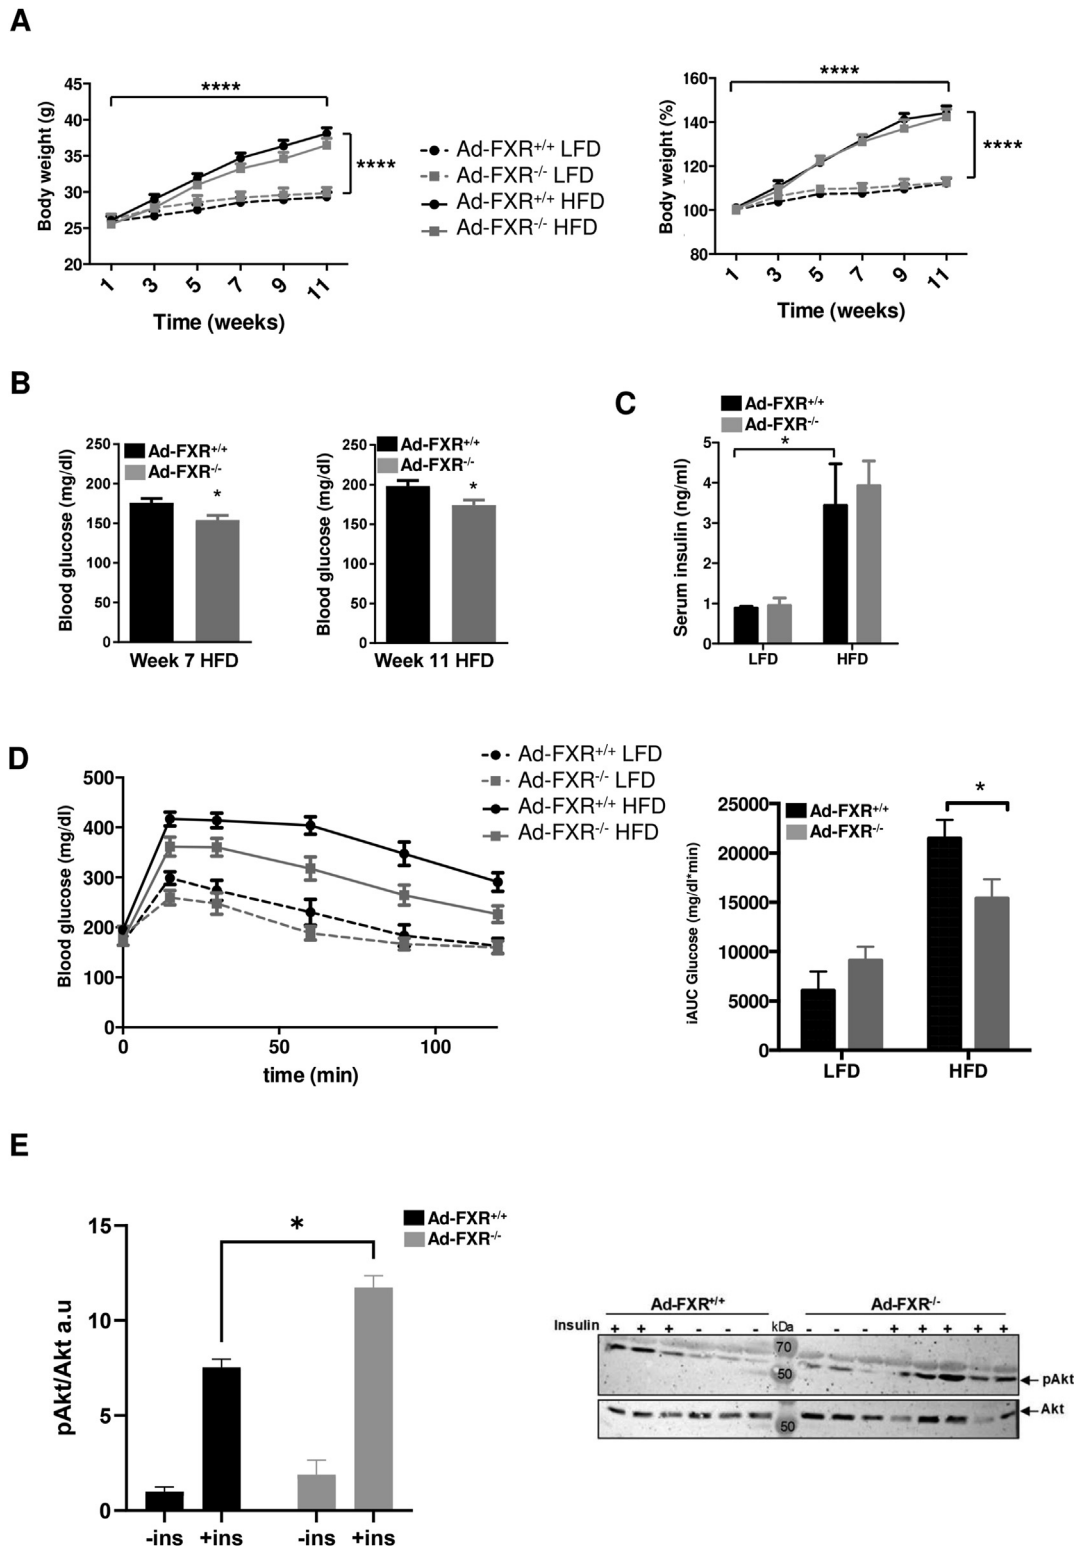 A
****
45
40
35
30
25
20
Body weight (g)
****
1 3 5 7 9 11
Time (weeks)
Ad-FXR+/+ LFD
Ad-FXR-/- LFD
Ad-FXR+/+ HFD
Ad-FXR-/- HFD
****
160
140
120
100
80
Body weight (%)
****
1 3 5 7 9 11
Time (weeks)
B
Ad-FXR+/+
Ad-FXR-/-
250
200
150
100
50
0
Blood glucose (mg/dl)
*
Week 7 HFD
Ad-FXR+/+
Ad-FXR-/-
250
200
150
100
50
0
Blood glucose (mg/dl)
*
Week 11 HFD
C
Ad-FXR+/+
Ad-FXR-/-
*
5
4
3
2
1
0
Serum insulin (ng/ml)
LFD HFD
D
Ad-FXR+/+ LFD
Ad-FXR-/- LFD
Ad-FXR+/+ HFD
Ad-FXR-/- HFD
500
400
300
200
100
0
Blood glucose (mg/dl)
0 50 100
time (min)
*
Ad-FXR+/+
Ad-FXR-/-
25000
20000
15000
10000
5000
0
iAUC Glucose (mg/dl*min)
LFD HFD
E
Ad-FXR+/+
Ad-FXR-/-
*
15
10
5
0
pAkt/Akt a.u
-ins +ins -ins +ins
Ad-FXR+/+ Ad-FXR-/-
Insulin + + + - - - kDa - - - + + + + +
70
50
pAkt
Akt
50